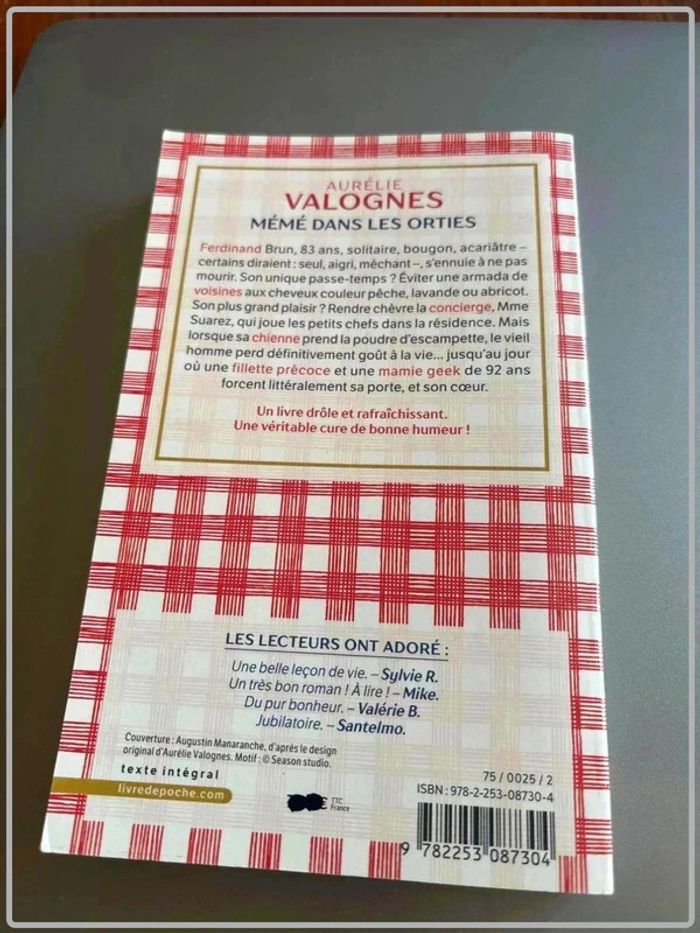 AURÉLIE
VALOGNES
MÉMÉ DANS LES ORTIES
Ferdinand Brun, 83 ans, solitaire, bougon, acariâtre –
certains diraient : seul, aigri, méchant –, s'ennuie à ne pas
mourir. Son unique passe-temps ? Éviter une armada de
voisines aux cheveux couleur pêche, lavande ou abricot.
Son plus grand plaisir ? Rendre chèvre la concierge, Mme
Suarez, qui joue les petits chefs dans la résidence. Mais
lorsque sa chienne prend la poudre d'escampette, le vieil
homme perd définitivement goût à la vie... jusqu'au jour
où une fillette précoce et une mamie geek de 92 ans
forcent littéralement sa porte, et son cœur.
Un livre drôle et rafraîchissant.
Une véritable cure de bonne humeur !
LES LECTEURS ONT ADORÉ :
Une belle leçon de vie. – Sylvie R.
Un très bon roman ! À lire ! – Mike.
Du pur bonheur. – Valérie B.
Jubilatoire. – Santelmo.
Couverture : Augustin Manaranche, d'après le design
original d'Aurélie Valognes. Motif : © Season studio.
texte intégral
livredepoche.com
€ TTC
France
75 / 0025 / 2
ISBN : 978-2-253-08730-4
9 782253 087304